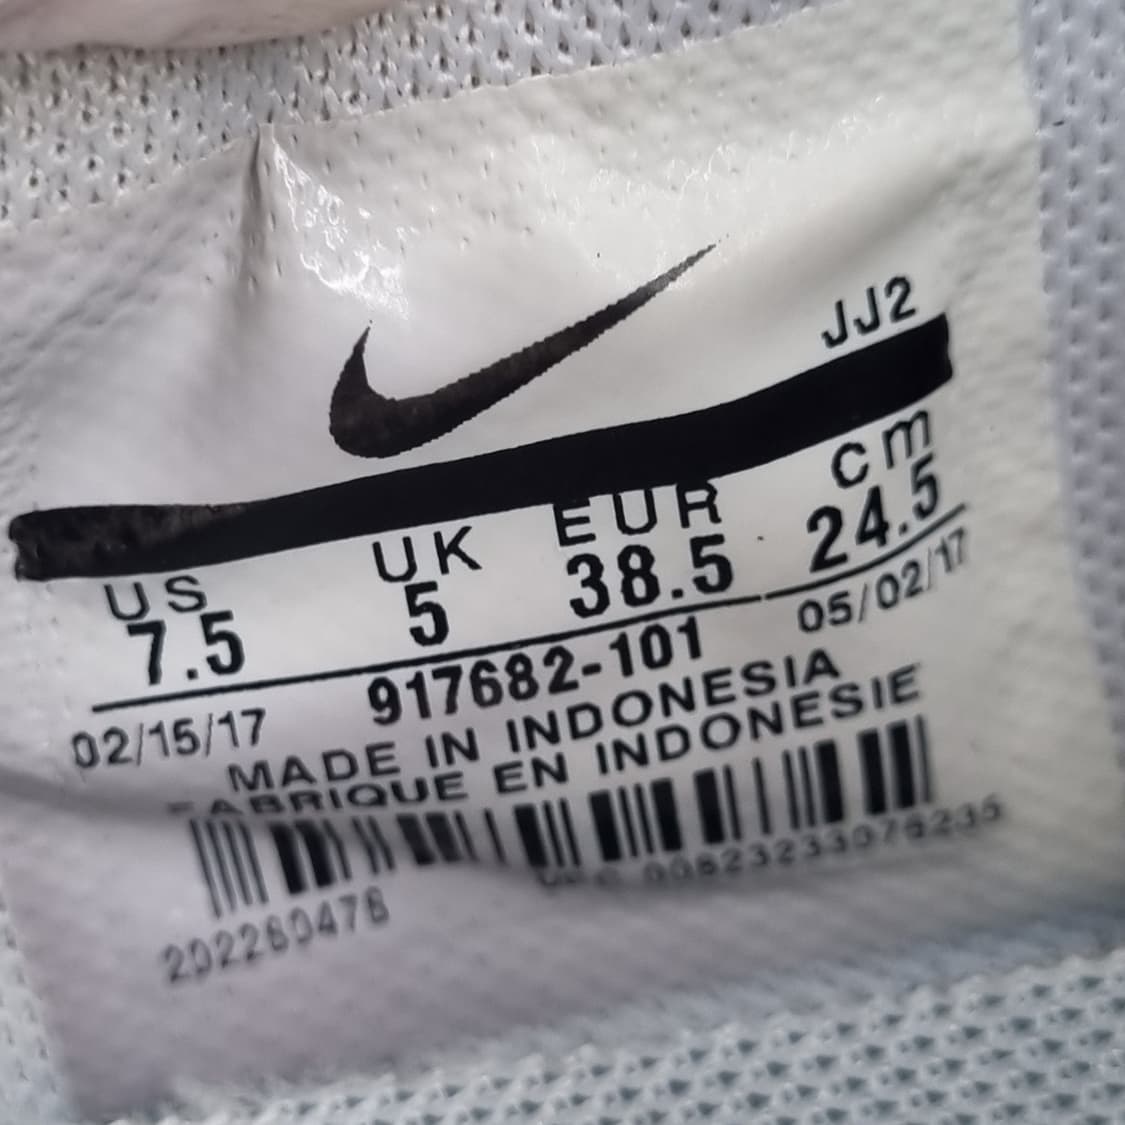 JJ2
US UK EUR cm
7.5 5 38.5 24.5
02/15/17 917682-101 05/02/17
MADE IN INDONESIA
FABRIQUE EN INDONESIE
202280478